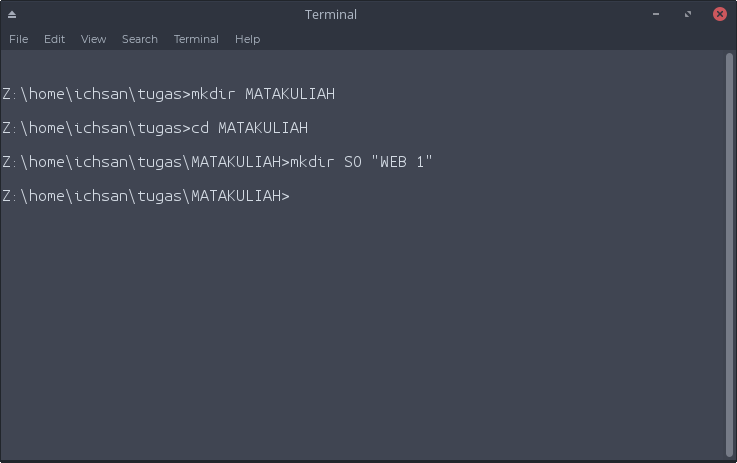 Terminal
File Edit View Search Terminal Help
Z:\home\ichsan\tugas>mkdir MATAKULIAH
Z:\home\ichsan\tugas>cd MATAKULIAH
Z:\home\ichsan\tugas\MATAKULIAH>mkdir SO "WEB 1"
Z:\home\ichsan\tugas\MATAKULIAH>